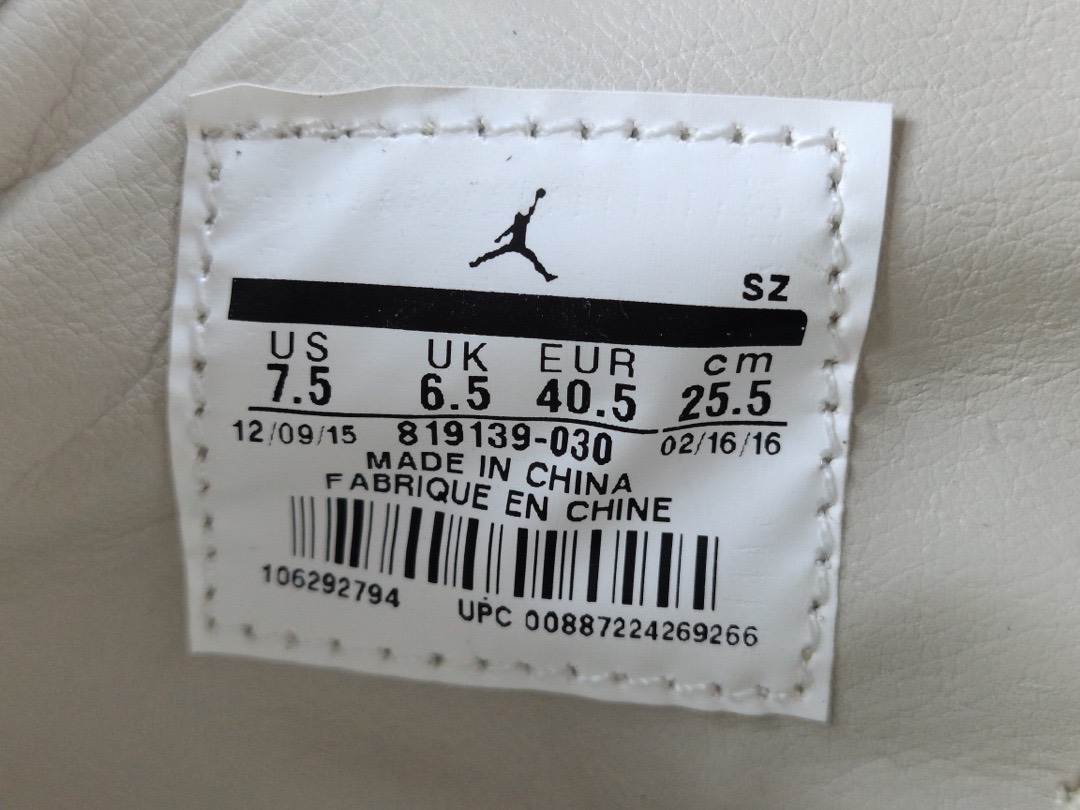 SZ
US UK EUR cm
7.5 6.5 40.5 25.5
12/09/15 819139-030 02/16/16
MADE IN CHINA
FABRIQUE EN CHINE
106292794 UPC 00887224269266